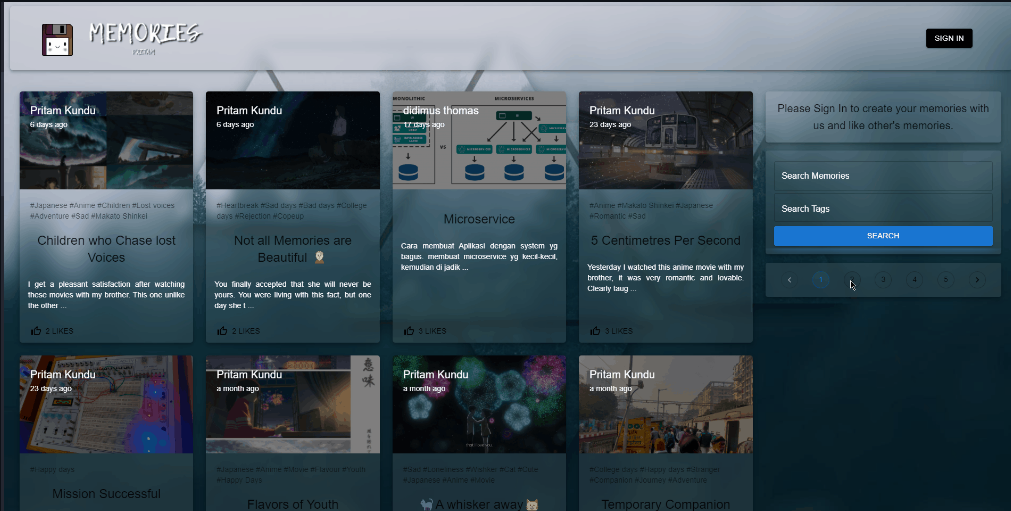 MEMORIES
SIGN IN
Pritam Kundu
6 days ago
#Japanese #Anime #Children #Lost voices
#Adventure #Sad #Makato Shinkei
Children who Chase lost
Voices
I get a pleasant satisfaction after watching
these movies with my brother. This one unlike
the other ...
2 LIKES
Pritam Kundu
6 days ago
#Heartbreak #Sad days #Bad days #College
days #Rejection #Copeup
Not all Memories are
Beautiful
You finally accepted that she will never be
yours. You were living with this fact, but one
day she t ...
2 LIKES
MONOLITHIC
MICROSERVICES
VS
didimus thomas
17 days ago
Microservice
Cara membuat Aplikasi dengan system yg
bagus. membuat microservice yg kecil-kecil,
kemudian di jadik ...
3 LIKES
Pritam Kundu
23 days ago
#Anime #Makato Shinkei #Japanese
#Romantic #Sad
5 Centimetres Per Second
Yesterday I watched this anime movie with my
brother, it was very romantic and lovable.
Clearly taug ...
3 LIKES
Please Sign In to create your memories with
us and like other's memories.
Search Memories
Search Tags
SEARCH
1
3
4
5
Pritam Kundu
23 days ago
#Happy days
Mission Successful
Pritam Kundu
a month ago
#Japanese #Anime #Movie #Flavour #Youth
#Happy Days
Flavors of Youth
Pritam Kundu
a month ago
#Sad #Loneliness #Whisker #Cat #Cute
#Japanese #Anime #Movie
A whisker away
Pritam Kundu
a month ago
#College days #Happy days #Stranger
#Companion #Journey #Adventure
Temporary Companion